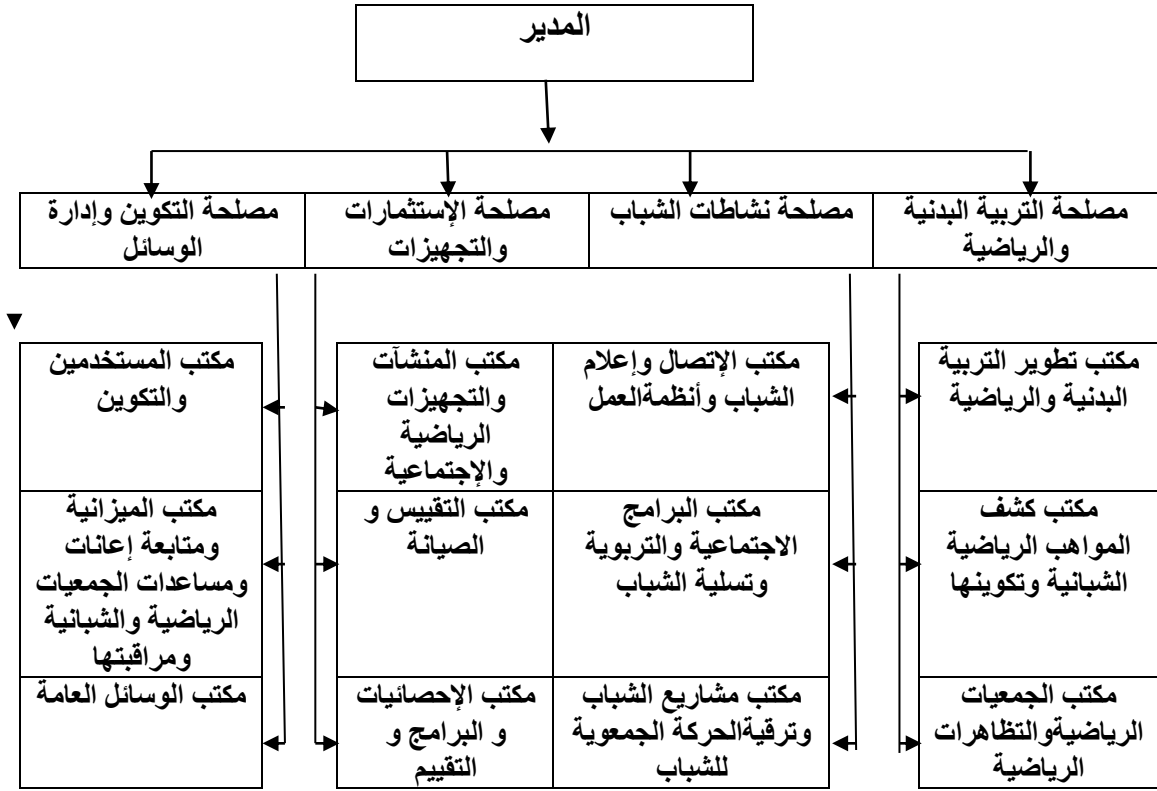 المدير
مصلحة التربية البدنية
والرياضية
مصلحة نشاطات الشباب
مصلحة الإستثمارات
والتجهيزات
مصلحة التكوين وإدارة
الوسائل
مكتب تطوير التربية
البدنية والرياضية
مكتب الإتصال وإعلام
الشباب وأنظمةالعمل
مكتب المنشآت
والتجهيزات
الرياضية
والإجتماعية
مكتب المستخدمين
والتكوين
مكتب كشف
المواهب الرياضية
الشبانية وتكوينها
مكتب البرامج
الاجتماعية والتربوية
وتسلية الشباب
مكتب التقييس و
الصيانة
مكتب الميزانية
ومتابعة إعانات
ومساعدات الجمعيات
الرياضية والشبانية
ومراقبتها
مكتب الجمعيات
الرياضيةوالتظاهرات
الرياضية
مكتب مشاريع الشباب
وترقيةالحركة الجمعوية
للشباب
مكتب الإحصائيات
و البرامج و
التقييم
مكتب الوسائل العامة